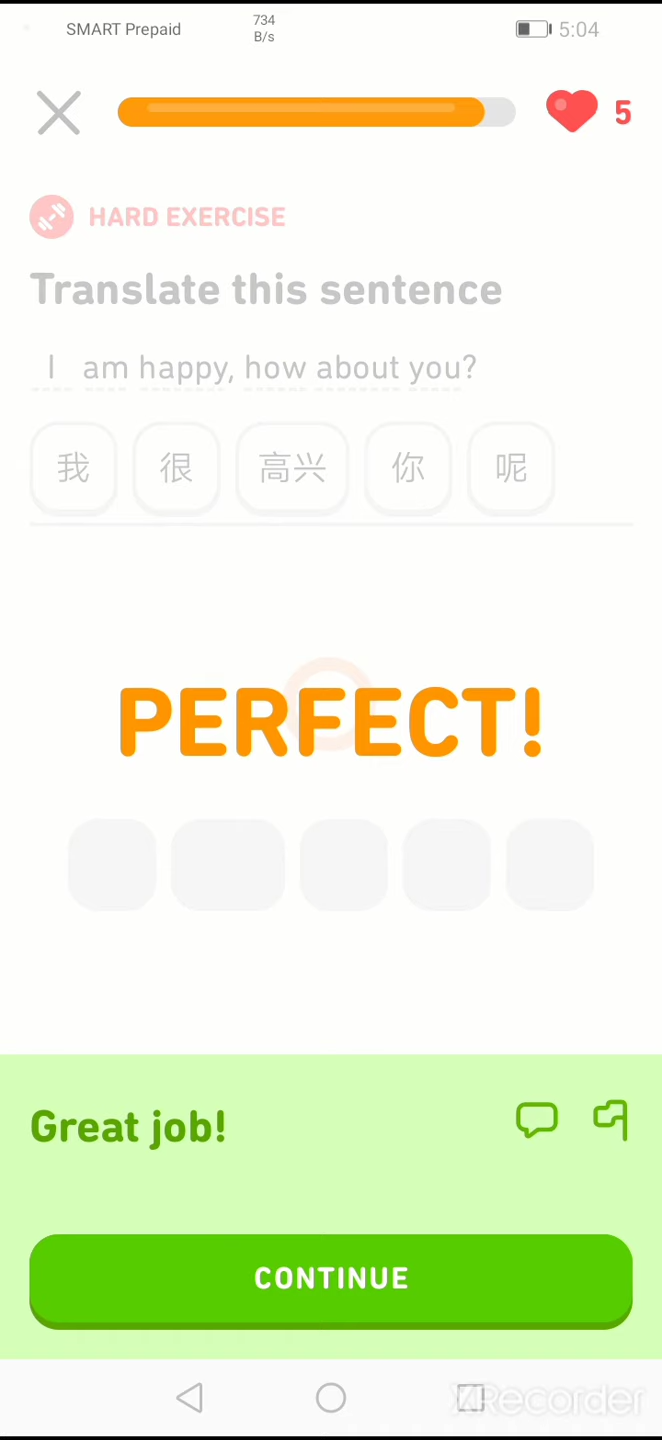 SMART Prepaid
734
B/s
5:04
5
HARD EXERCISE
Translate this sentence
I am happy, how about you?
我 很 高兴 你 呢
PERFECT!
Great job!
CONTINUE
XRecorder